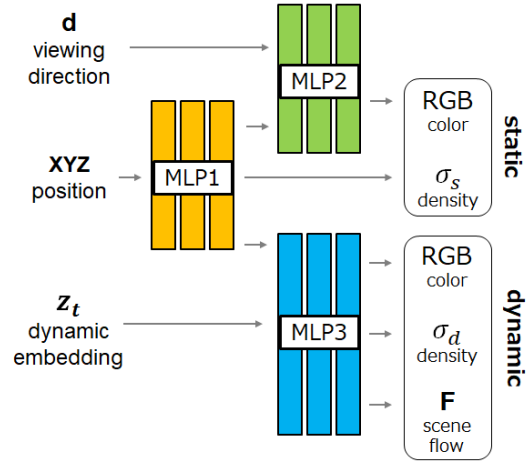 d
viewing
direction
MLP2
RGB
color
static
XYZ
position
MLP1
σs
density
RGB
color
zt
dynamic
embedding
MLP3
σd
density
dynamic
F
scene
flow